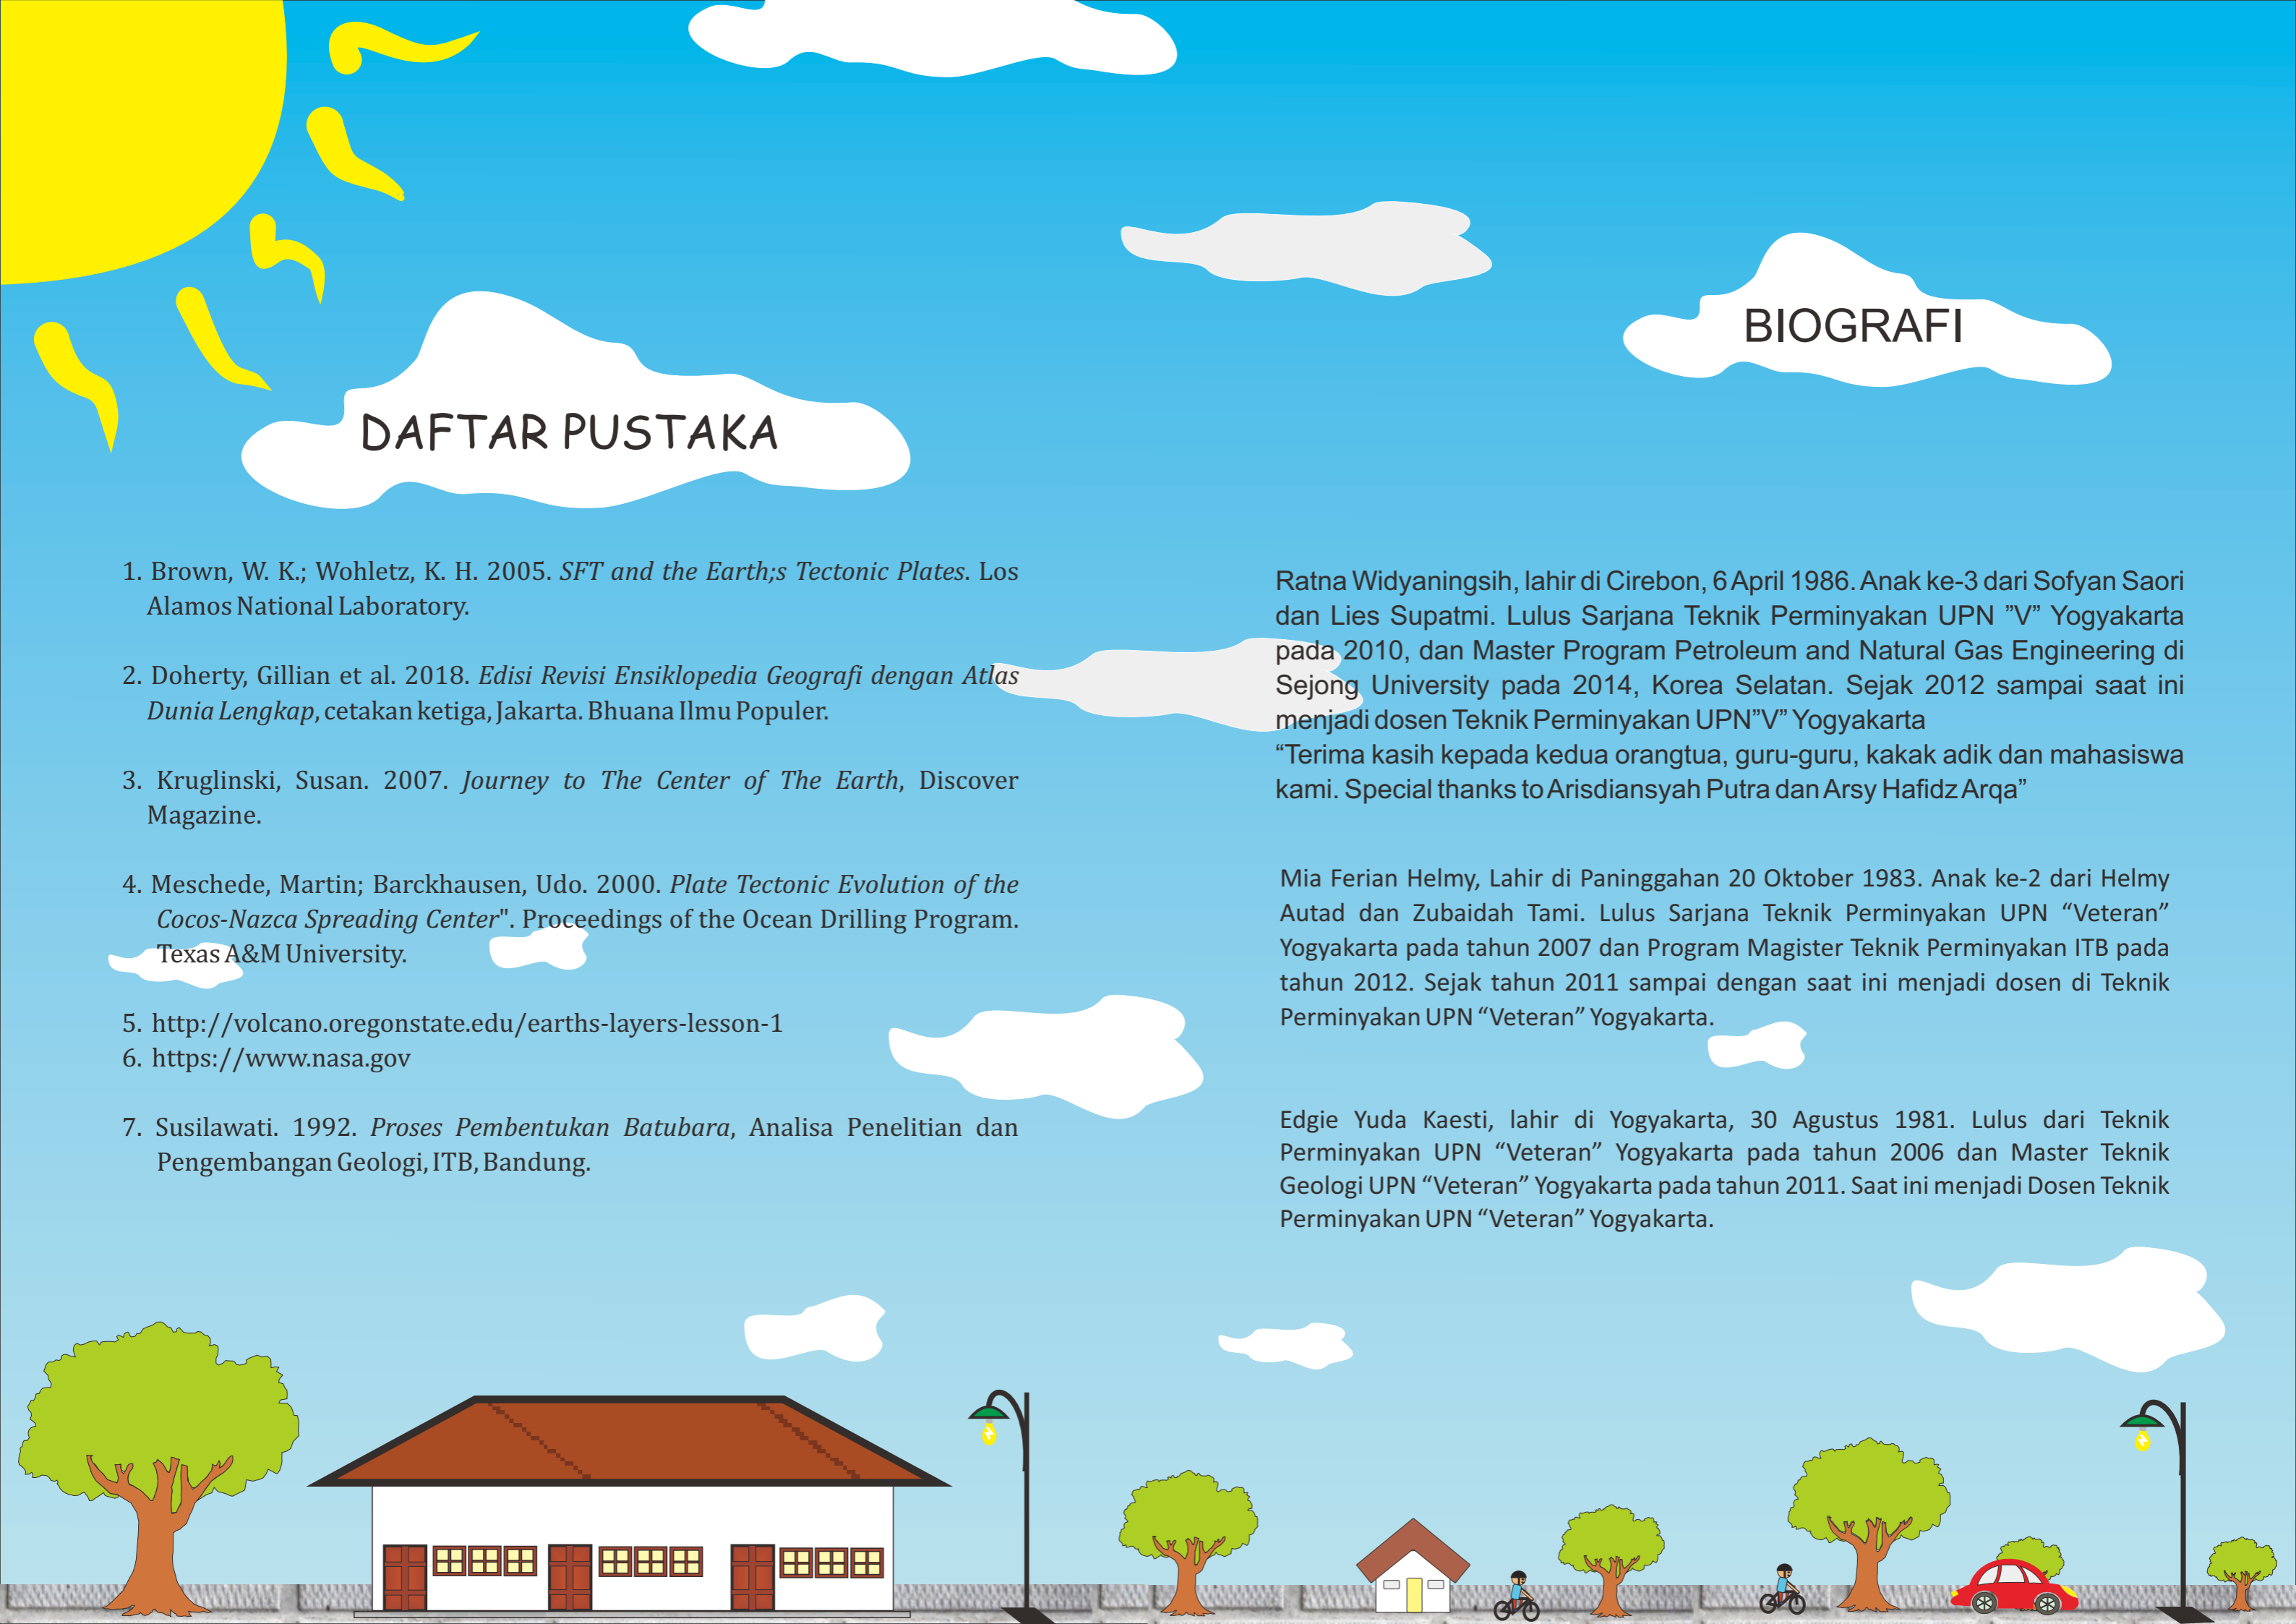 DAFTAR PUSTAKA
1. Brown, W. K.; Wohletz, K. H. 2005. SFT and the Earth;s Tectonic Plates. Los
Alamos National Laboratory.
2. Doherty, Gillian et al. 2018. Edisi Revisi Ensiklopedia Geografi dengan Atlas
Dunia Lengkap, cetakan ketiga, Jakarta. Bhuana Ilmu Populer.
3. Kruglinski, Susan. 2007. Journey to The Center of The Earth, Discover
Magazine.
4. Meschede, Martin; Barckhausen, Udo. 2000. Plate Tectonic Evolution of the
Cocos-Nazca Spreading Center". Proceedings of the Ocean Drilling Program.
Texas A&M University.
5. http://volcano.oregonstate.edu/earths-layers-lesson-1
6. https://www.nasa.gov
7. Susilawati. 1992. Proses Pembentukan Batubara, Analisa Penelitian dan
Pengembangan Geologi, ITB, Bandung.
BIOGRAFI
Ratna Widyaningsih, lahir di Cirebon, 6 April 1986. Anak ke-3 dari Sofyan Saori
dan Lies Supatmi. Lulus Sarjana Teknik Perminyakan UPN ”V” Yogyakarta
pada 2010, dan Master Program Petroleum and Natural Gas Engineering di
Sejong University pada 2014, Korea Selatan. Sejak 2012 sampai saat ini
menjadi dosen Teknik Perminyakan UPN”V” Yogyakarta
“Terima kasih kepada kedua orangtua, guru-guru, kakak adik dan mahasiswa
kami. Special thanks to Arisdiansyah Putra dan Arsy Hafidz Arqa”
Mia Ferian Helmy, Lahir di Paninggahan 20 Oktober 1983. Anak ke-2 dari Helmy
Autad dan Zubaidah Tami. Lulus Sarjana Teknik Perminyakan UPN “Veteran”
Yogyakarta pada tahun 2007 dan Program Magister Teknik Perminyakan ITB pada
tahun 2012. Sejak tahun 2011 sampai dengan saat ini menjadi dosen di Teknik
Perminyakan UPN “Veteran” Yogyakarta.
Edgie Yuda Kaesti, lahir di Yogyakarta, 30 Agustus 1981. Lulus dari Teknik
Perminyakan UPN “Veteran” Yogyakarta pada tahun 2006 dan Master Teknik
Geologi UPN “Veteran” Yogyakarta pada tahun 2011. Saat ini menjadi Dosen Teknik
Perminyakan UPN “Veteran” Yogyakarta.